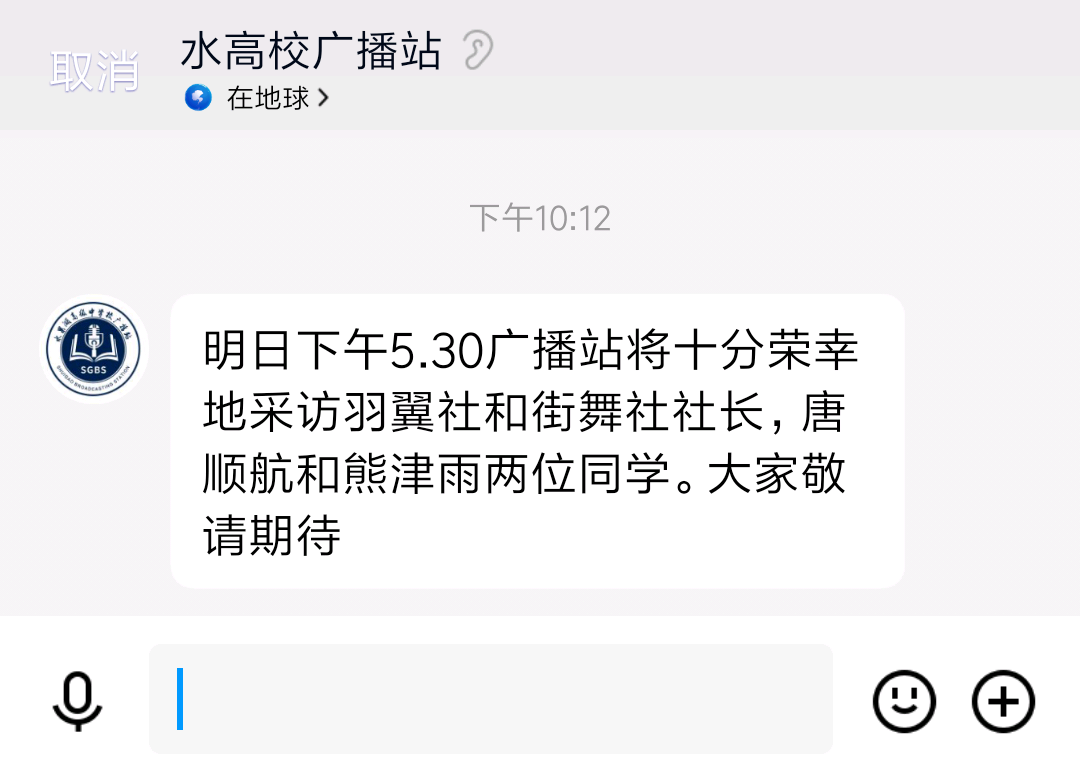 取消
水高校广播站
在地球
下午10:12
SGBS
明日下午5.30广播站将十分荣幸
地采访羽翼社和街舞社社长，唐
顺航和熊津雨两位同学。大家敬
请期待